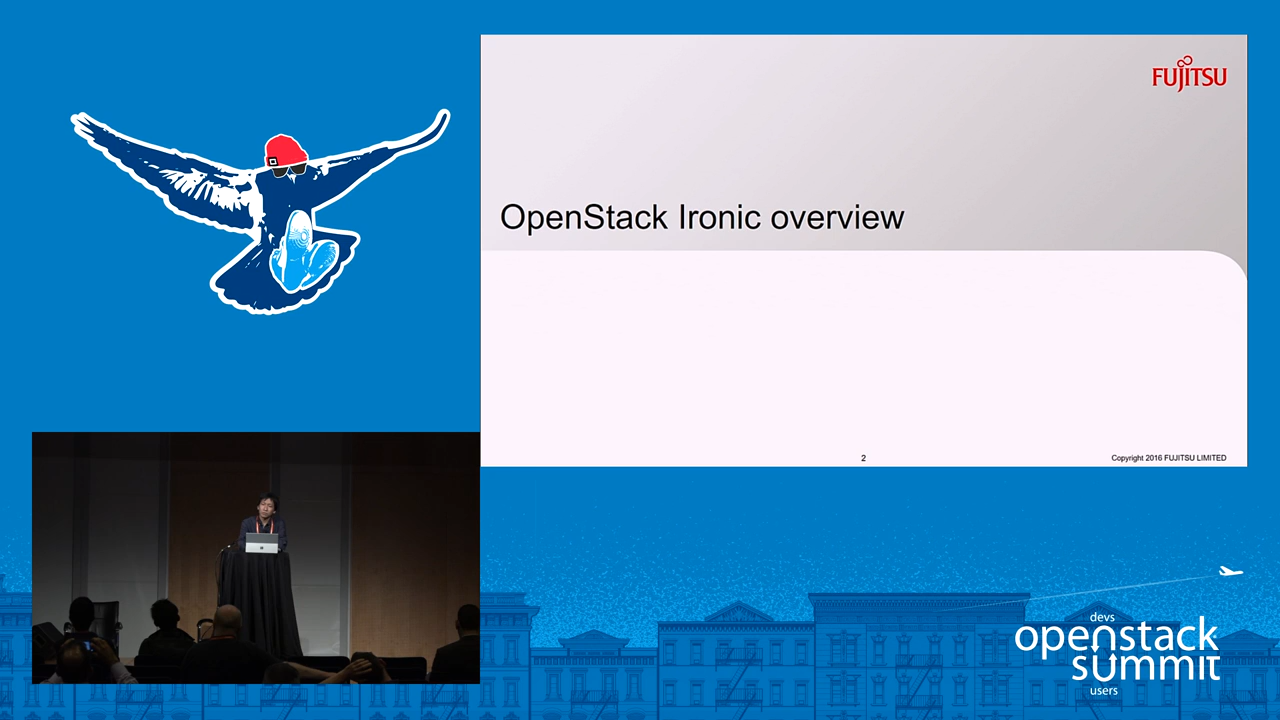 FUJITSU
OpenStack Ironic overview
2
Copyright 2016 FUJITSU LIMITED
devs
openstack
summit
users